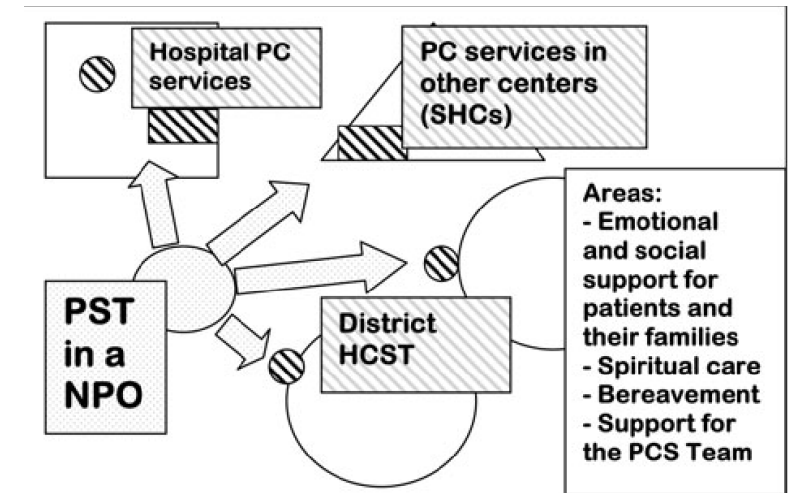 Hospital PC
services
PC services in
other centers
(SHCs)
Areas:
- Emotional
and social
support for
patients and
their families
- Spiritual care
- Bereavement
- Support for
the PCS Team
PST
in a
NPO
District
HCST